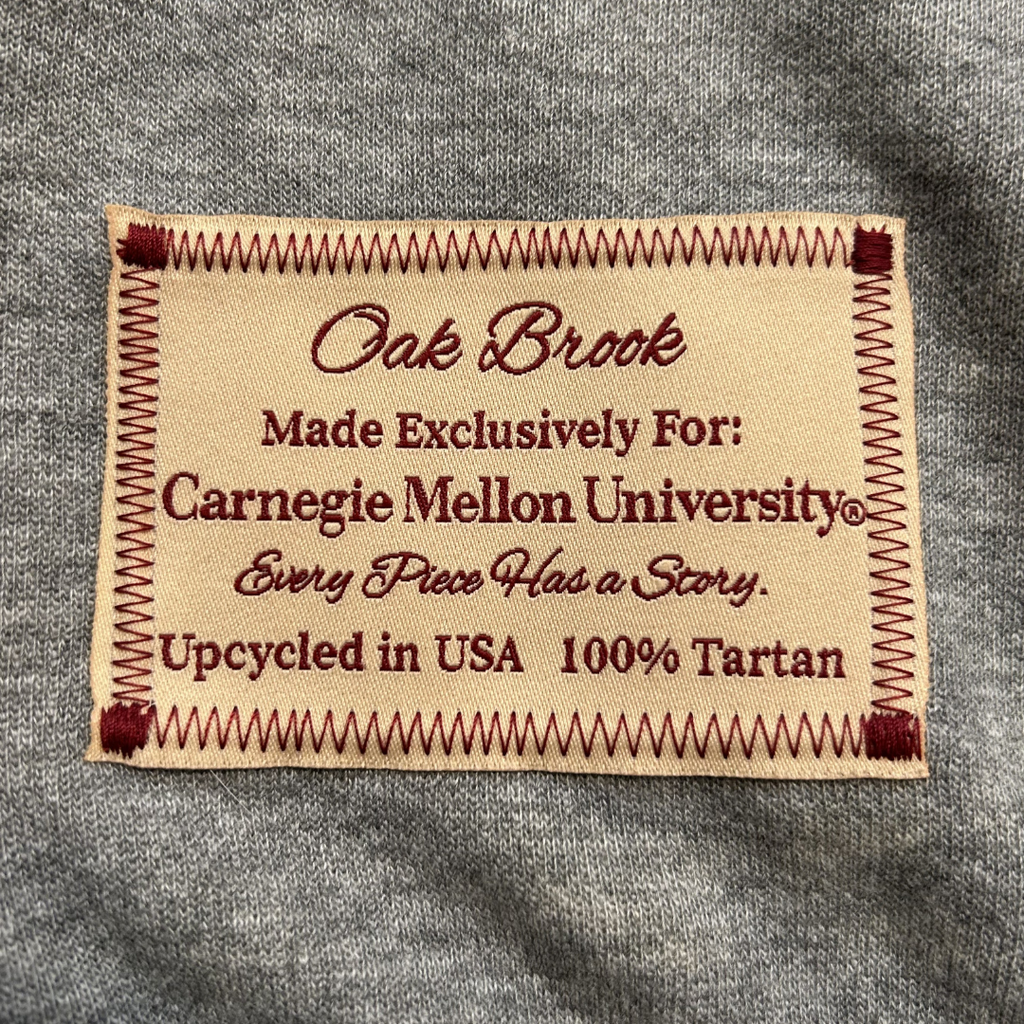 Oak Brook
Made Exclusively For:
Carnegie Mellon University®
Every Piece Has a Story.
Upcycled in USA 100% Tartan